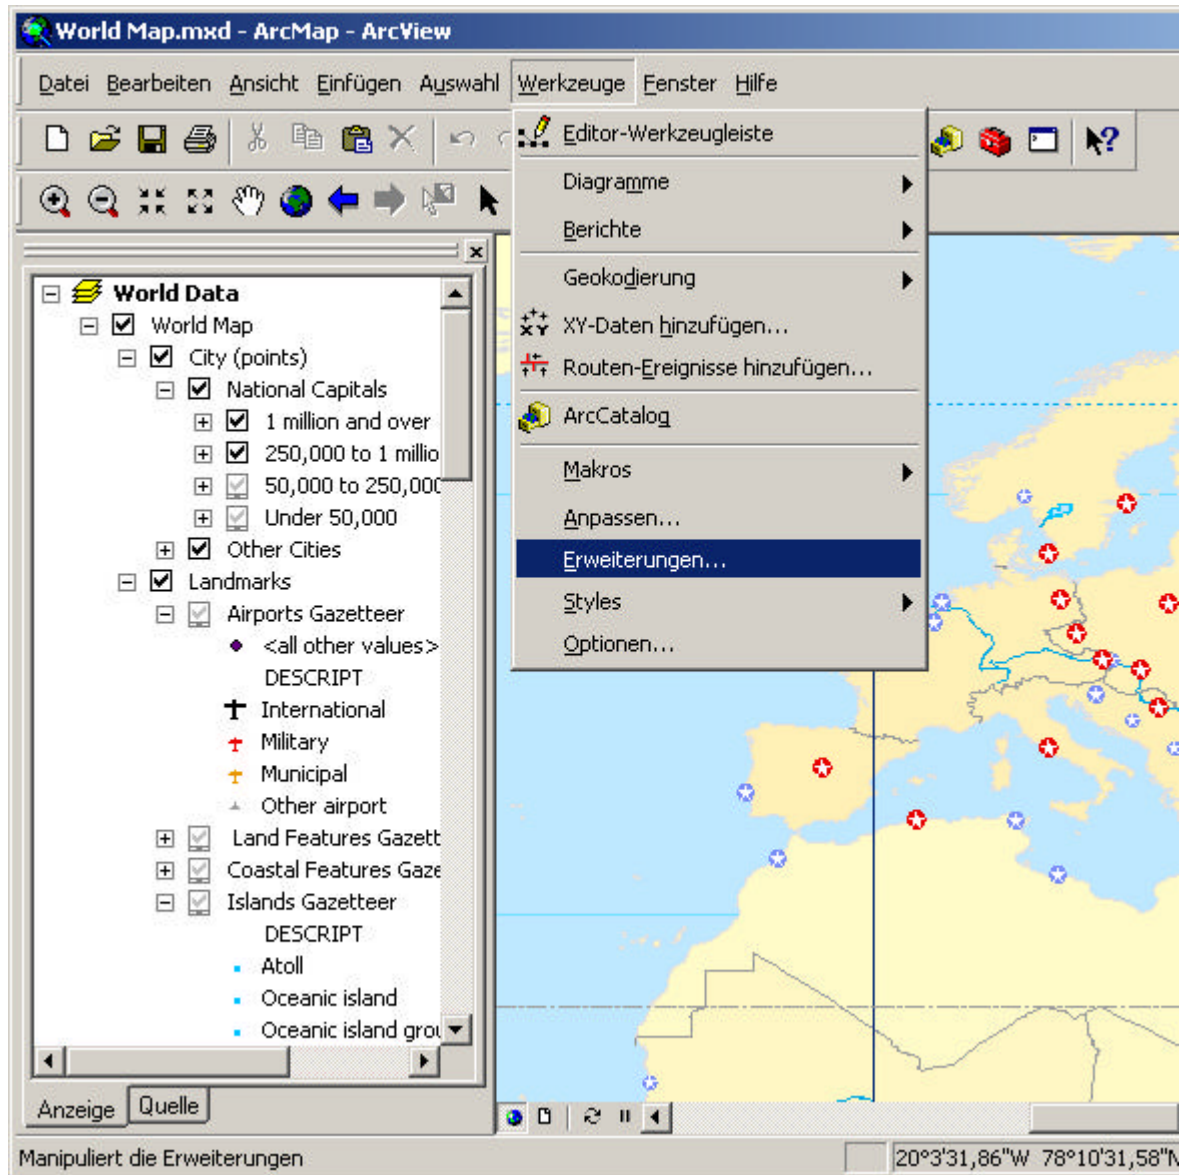 World Map.mxd - ArcMap - ArcView
Datei Bearbeiten Ansicht Einfügen Auswahl Werkzeuge Fenster Hilfe
Editor-Werkzeugleiste
Diagramme
Berichte
Geokodierung
XY-Daten hinzufügen...
Routen-Ereignisse hinzufügen...
ArcCatalog
Makros
Anpassen...
Erweiterungen...
Styles
Optionen...
World Data
World Map
City (points)
National Capitals
1 million and over
250,000 to 1 millio
50,000 to 250,000
Under 50,000
Other Cities
Landmarks
Airports Gazetteer
<all other values>
DESCRIPT
International
Military
Municipal
Other airport
Land Features Gazett
Coastal Features Gaze
Islands Gazetteer
DESCRIPT
Atoll
Oceanic island
Oceanic island grou
Anzeige Quelle
Manipuliert die Erweiterungen
20°3'31,86"W 78°10'31,58"N